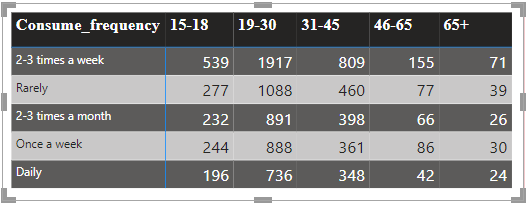 Consume_frequency 15-18 19-30 31-45 46-65 65+
2-3 times a week 539 1917 809 155 71
Rarely 277 1088 460 77 39
2-3 times a month 232 891 398 66 26
Once a week 244 888 361 86 30
Daily 196 736 348 42 24